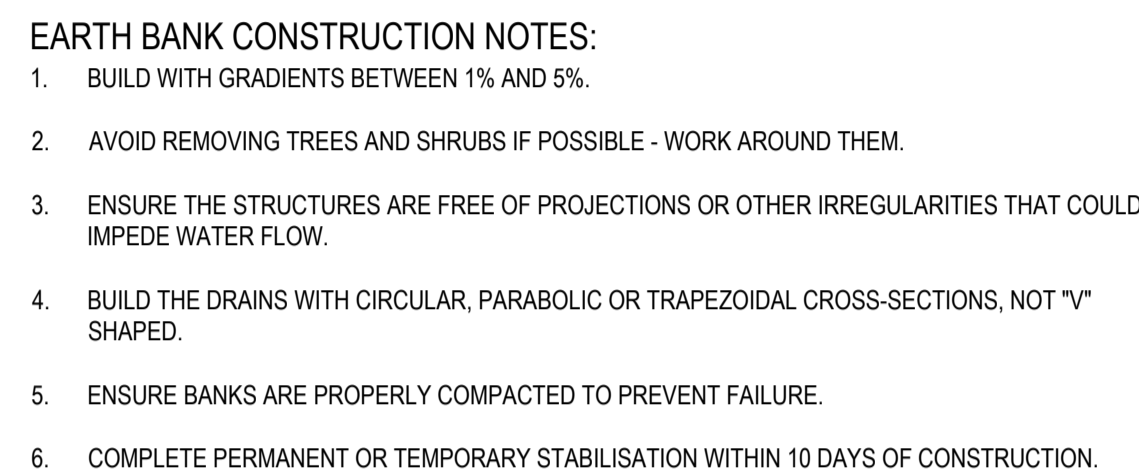 EARTH BANK CONSTRUCTION NOTES:
1. BUILD WITH GRADIENTS BETWEEN 1% AND 5%.
2. AVOID REMOVING TREES AND SHRUBS IF POSSIBLE - WORK AROUND THEM.
3. ENSURE THE STRUCTURES ARE FREE OF PROJECTIONS OR OTHER IRREGULARITIES THAT COULD
IMPEDE WATER FLOW.
4. BUILD THE DRAINS WITH CIRCULAR, PARABOLIC OR TRAPEZOIDAL CROSS-SECTIONS, NOT "V"
SHAPED.
5. ENSURE BANKS ARE PROPERLY COMPACTED TO PREVENT FAILURE.
6. COMPLETE PERMANENT OR TEMPORARY STABILISATION WITHIN 10 DAYS OF CONSTRUCTION.